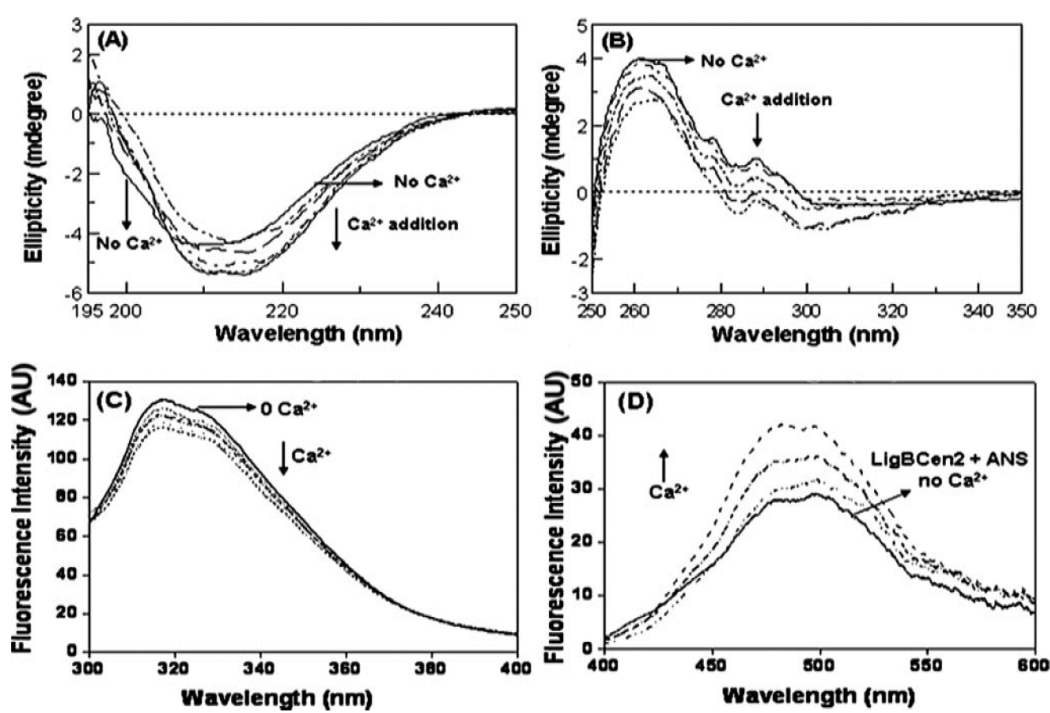 (A)
Ellipticity (mdegree)
3
2
0
-2
-4
-6
No Ca²⁺
No Ca²⁺
Ca²⁺ addition
195 200 220 240 250
Wavelength (nm)
(B)
Ellipticity (mdegree)
5
4
2
0
-2
-3
No Ca²⁺
Ca²⁺ addition
250 260 280 300 320 340 350
Wavelength (nm)
(C)
Fluorescence Intensity (AU)
140
120
100
80
60
40
20
0
0 Ca²⁺
Ca²⁺
300 320 340 360 380 400
Wavelength (nm)
(D)
Fluorescence Intensity (AU)
50
40
30
20
10
0
Ca²⁺
LigBCen2 + ANS
no Ca²⁺
400 450 500 550 600
Wavelength (nm)